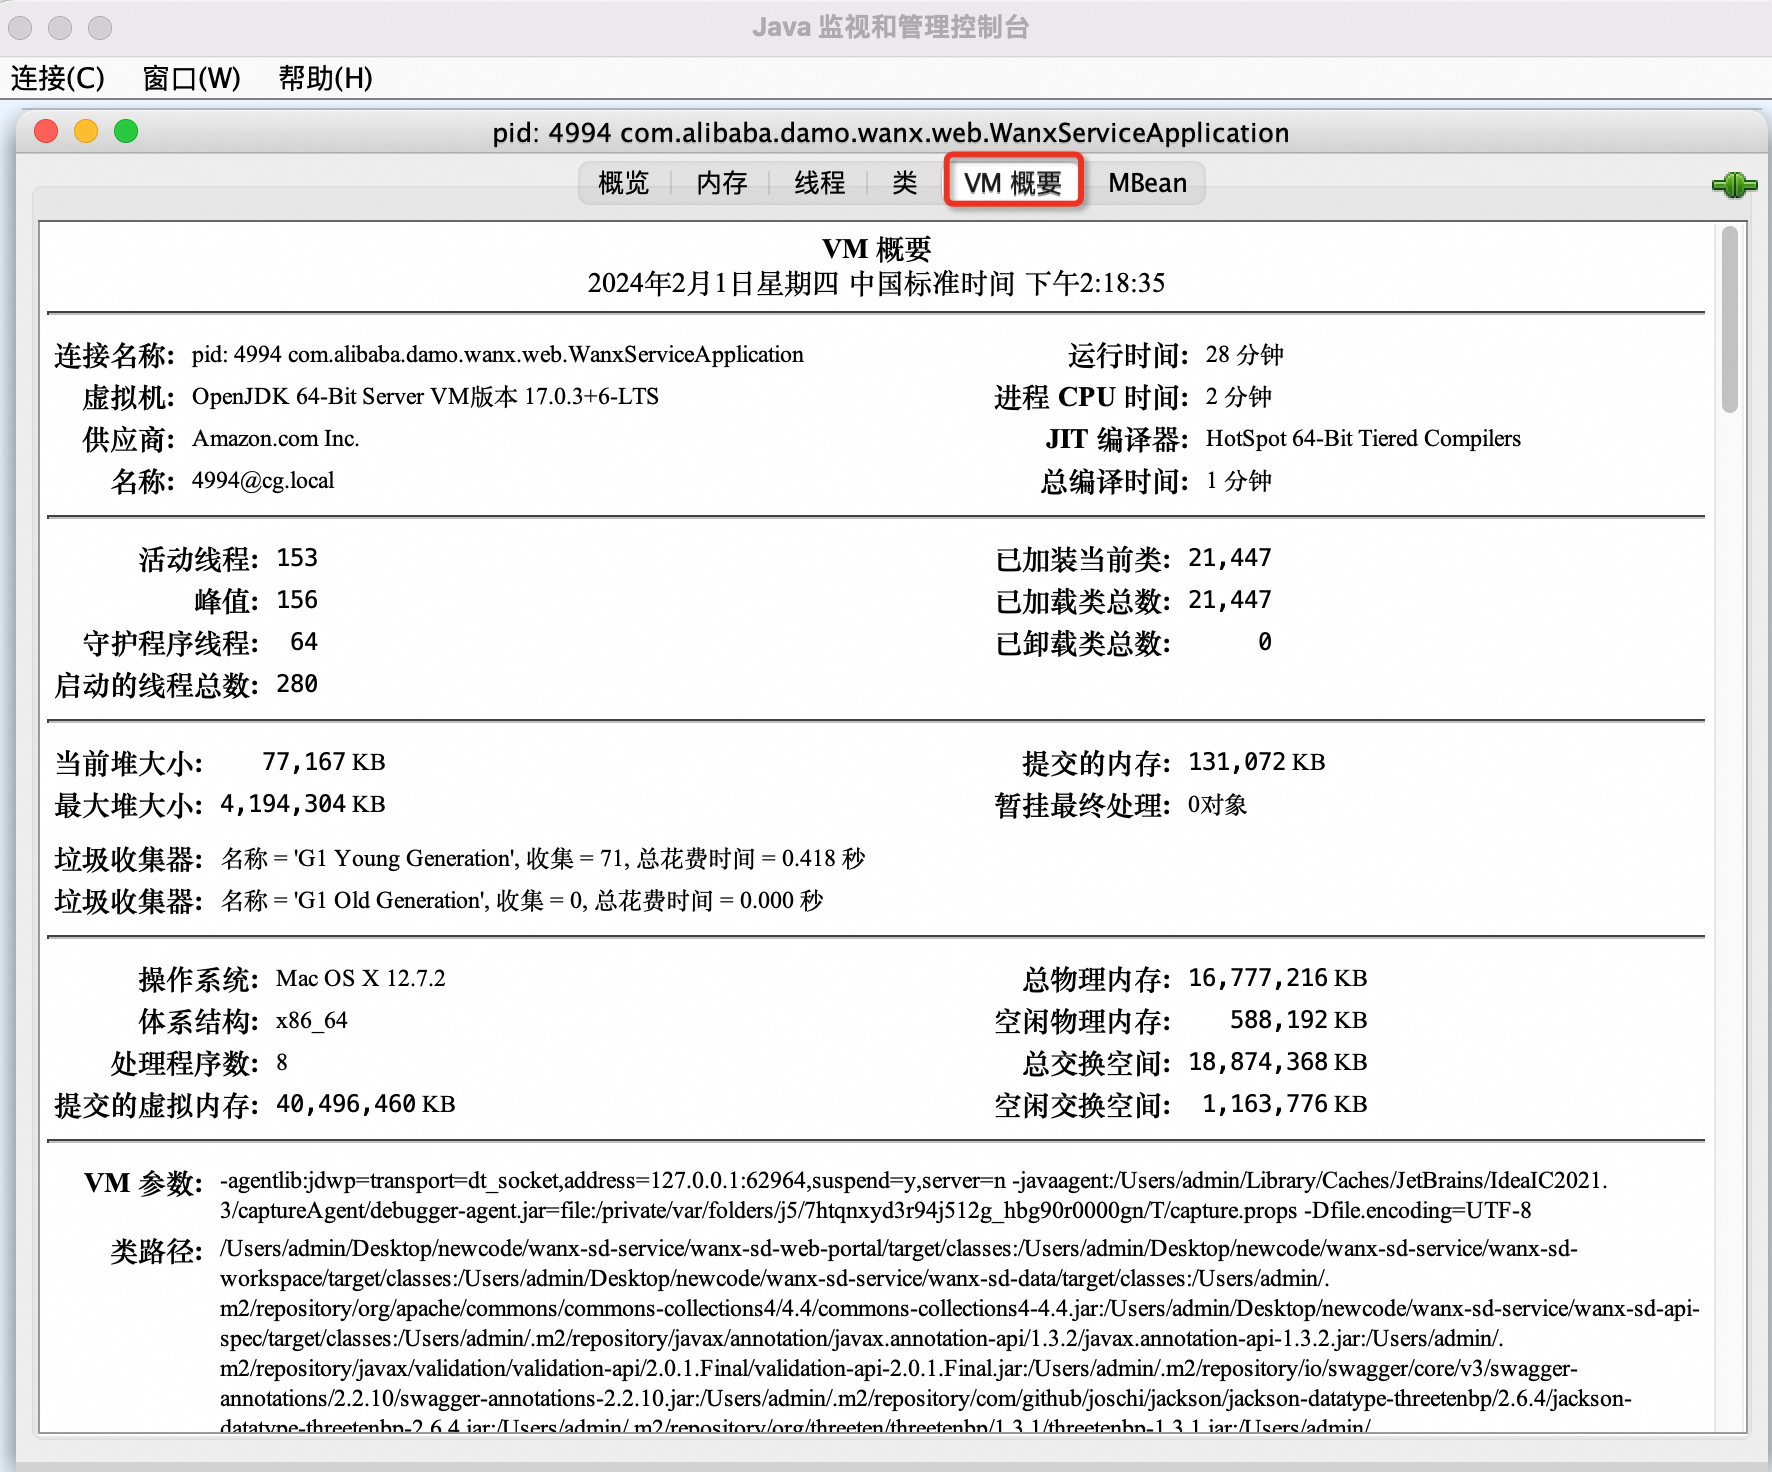 Java 监视和管理控制台
连接(C) 窗口(W) 帮助(H)
pid: 4994 com.alibaba.damo.wanx.web.WanxServiceApplication
概览 内存 线程 类 VM 概要 MBean
VM 概要
2024年2月1日星期四 中国标准时间 下午2:18:35
连接名称: pid: 4994 com.alibaba.damo.wanx.web.WanxServiceApplication 运行时间: 28 分钟
虚拟机: OpenJDK 64-Bit Server VM版本 17.0.3+6-LTS 进程 CPU 时间: 2 分钟
供应商: Amazon.com Inc. JIT 编译器: HotSpot 64-Bit Tiered Compilers
名称: 4994@cg.local 总编译时间: 1 分钟
活动线程: 153 已加装当前类: 21,447
峰值: 156 已加载类总数: 21,447
守护程序线程: 64 已卸载类总数: 0
启动的线程总数: 280
当前堆大小: 77,167 KB 提交的内存: 131,072 KB
最大堆大小: 4,194,304 KB 暂挂最终处理: 0对象
垃圾收集器: 名称 = 'G1 Young Generation', 收集 = 71, 总花费时间 = 0.418 秒
垃圾收集器: 名称 = 'G1 Old Generation', 收集 = 0, 总花费时间 = 0.000 秒
操作系统: Mac OS X 12.7.2 总物理内存: 16,777,216 KB
体系结构: x86_64 空闲物理内存: 588,192 KB
处理程序数: 8 总交换空间: 18,874,368 KB
提交的虚拟内存: 40,496,460 KB 空闲交换空间: 1,163,776 KB
VM 参数: -agentlib:jdwp=transport=dt_socket,address=127.0.0.1:62964,suspend=y,server=n -javaagent:/Users/admin/Library/Caches/JetBrains/IdeaIC2021.
3/captureAgent/debugger-agent.jar=file:/private/var/folders/j5/7htqnxyd3r94j512g_hbg90r0000gn/T/capture.props -Dfile.encoding=UTF-8
类路径: /Users/admin/Desktop/newcode/wanx-sd-service/wanx-sd-web-portal/target/classes:/Users/admin/Desktop/newcode/wanx-sd-service/wanx-sd-
workspace/target/classes:/Users/admin/Desktop/newcode/wanx-sd-service/wanx-sd-data/target/classes:/Users/admin/.
m2/repository/org/apache/commons/commons-collections4/4.4/commons-collections4-4.4.jar:/Users/admin/Desktop/newcode/wanx-sd-service/wanx-sd-api-
spec/target/classes:/Users/admin/.m2/repository/javax/annotation/javax.annotation-api/1.3.2/javax.annotation-api-1.3.2.jar:/Users/admin/.
m2/repository/javax/validation/validation-api/2.0.1.Final/validation-api-2.0.1.Final.jar:/Users/admin/.m2/repository/io/swagger/core/v3/swagger-
annotations/2.2.10/swagger-annotations-2.2.10.jar:/Users/admin/.m2/repository/com/github/joschi/jackson/jackson-datatype-threetenbp/2.6.4/jackson-
datatype-threetenbp-2.6.4.jar:/Users/admin/.m2/repository/org/threeten/threetenbp/1.3.1/threetenbp-1.3.1.jar:/Users/admin/